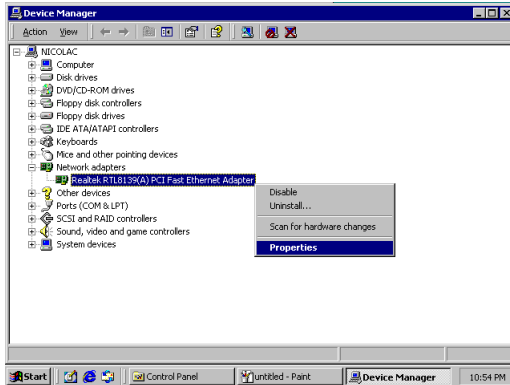 Device Manager
Action View
NICOLAC
Computer
Disk drives
DVD/CD-ROM drives
Floppy disk controllers
Floppy disk drives
IDE ATA/ATAPI controllers
Keyboards
Mice and other pointing devices
Network adapters
Realtek RTL8139(A) PCI Fast Ethernet Adapter
Other devices
Ports (COM & LPT)
SCSI and RAID controllers
Sound, video and game controllers
System devices
Disable
Uninstall...
Scan for hardware changes
Properties
Start Control Panel untitled - Paint Device Manager 10:54 PM